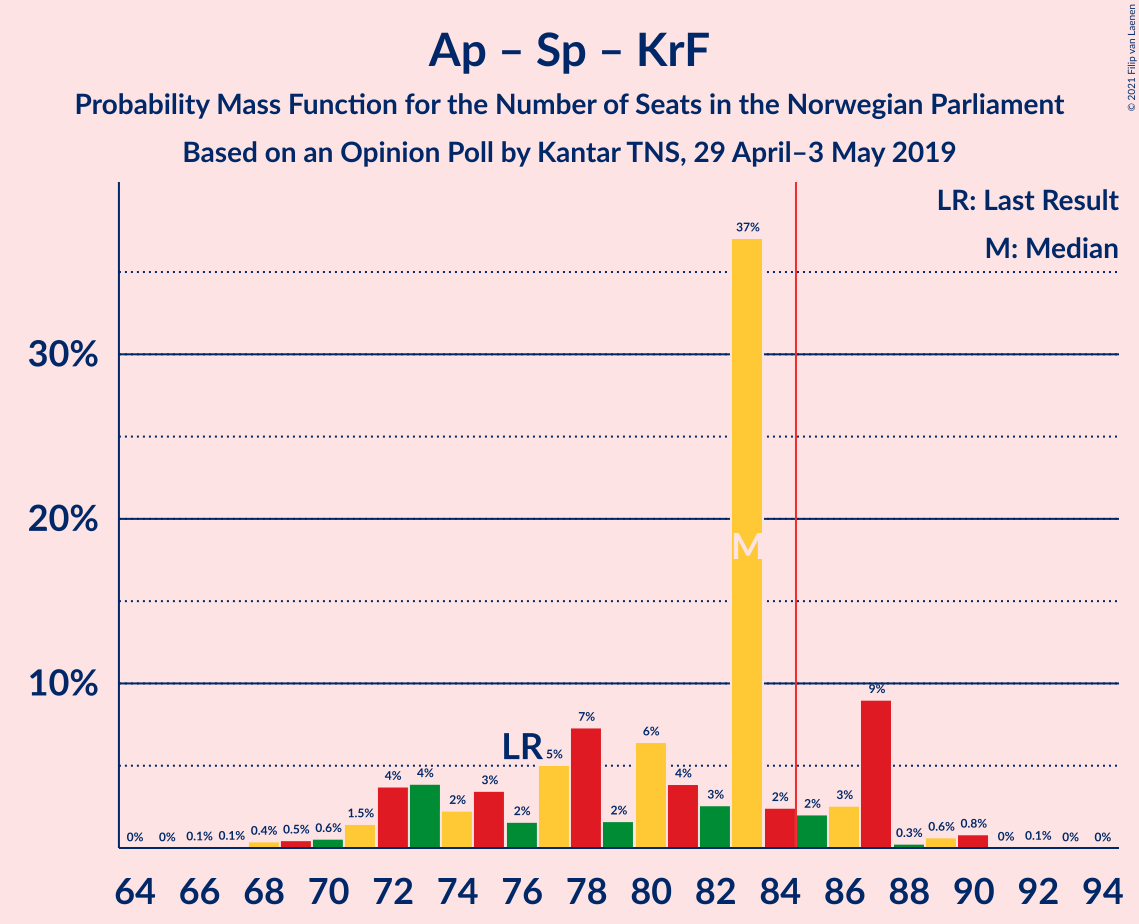 Ap – Sp – KrF
Probability Mass Function for the Number of Seats in the Norwegian Parliament
Based on an Opinion Poll by Kantar TNS, 29 April–3 May 2019
© 2021 Filip van Laenen
LR: Last Result
M: Median
30%
20%
10%
0% 0% 0.1% 0.1% 0.4% 0.5% 0.6% 1.5% 4% 4% 2% 3% 2% 5% 7% 2% 6% 4% 3% 37% 2% 2% 3% 9% 0.3% 0.6% 0.8% 0% 0.1% 0% 0%
LR
M
64 66 68 70 72 74 76 78 80 82 84 86 88 90 92 94